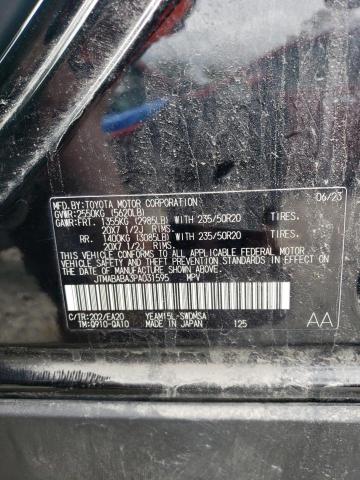 MFD.BY:TOYOTA MOTOR CORPORATION 06/23
GVWR:2550KG (5620LB)
GAWR:FRT. 1355KG (2985LB) WITH 235/50R20 TIRES,
20X7 1/2J RIMS
RR. 1400KG (3085LB) WITH 235/50R20 TIRES,
20X7 1/2J RIMS
THIS VEHICLE CONFORMS TO ALL APPLICABLE FEDERAL MOTOR
VEHICLE SAFETY AND THEFT PREVENTION STANDARDS IN
EFFECT ON THE DATE OF MANUFACTURE SHOWN ABOVE.
JTMABABA3PA031595 MPV
C/TR:202/EA20 YEAM15L-SWDMSA
TM:Q910-QA10 MADE IN JAPAN 125
AA